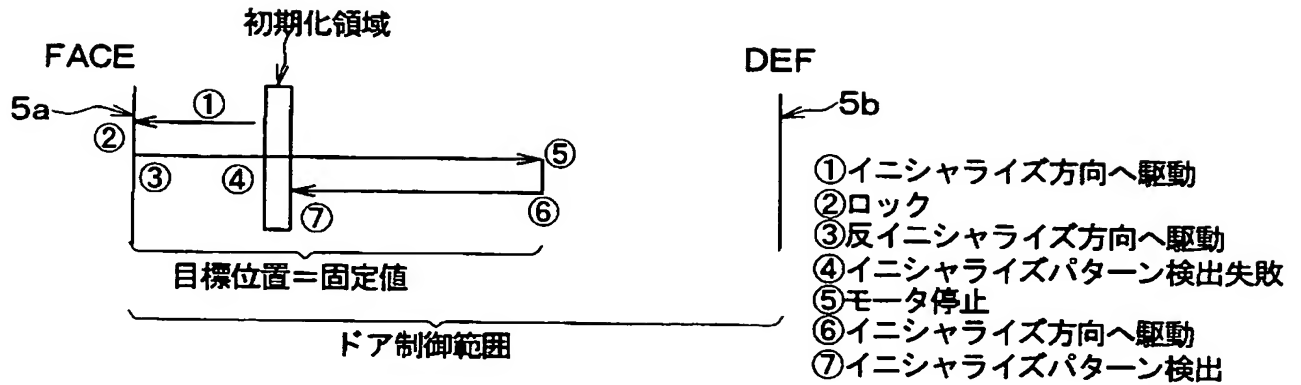 初期化領域
FACE
DEF
5a
①
5b
②
③
④
⑤
⑦
⑥
目標位置=固定値
ドア制御範囲
①イニシャライズ方向へ駆動
②ロック
③反イニシャライズ方向へ駆動
④イニシャライズパターン検出失敗
⑤モータ停止
⑥イニシャライズ方向へ駆動
⑦イニシャライズパターン検出